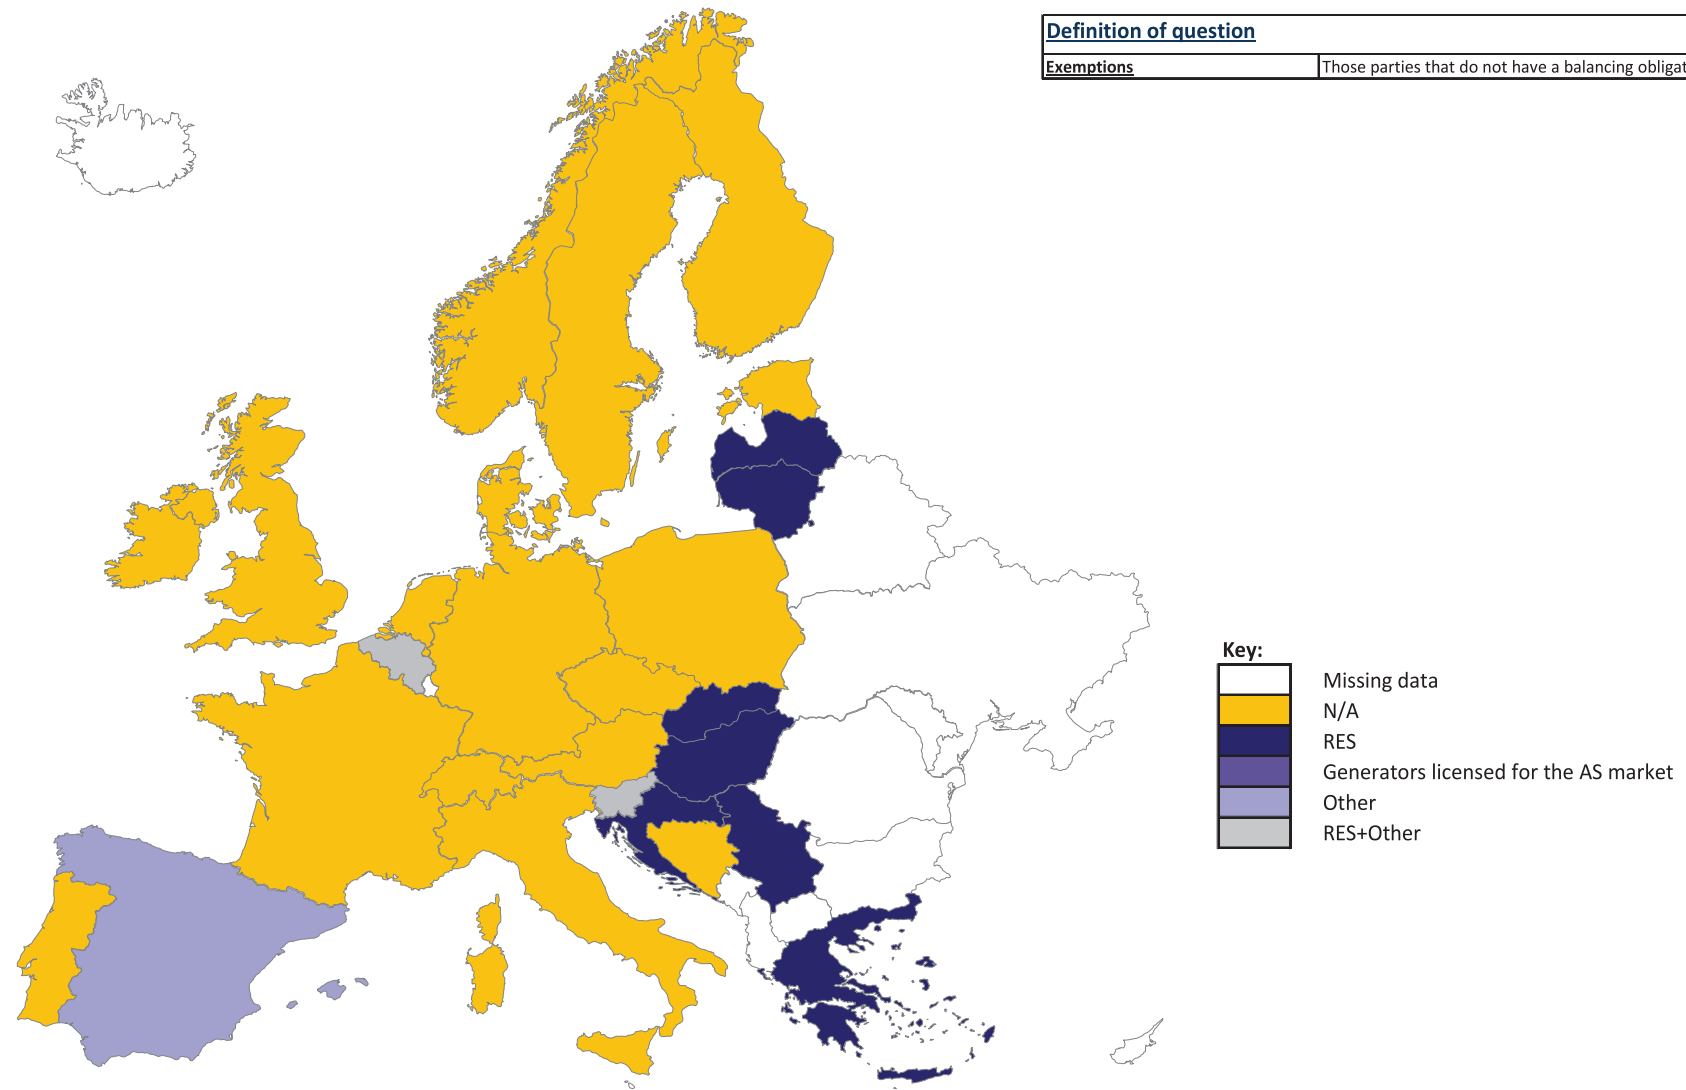 Definition of question
Exemptions Those parties that do not have a balancing obligat
Key:
Missing data
N/A
RES
Generators licensed for the AS market
Other
RES+Other